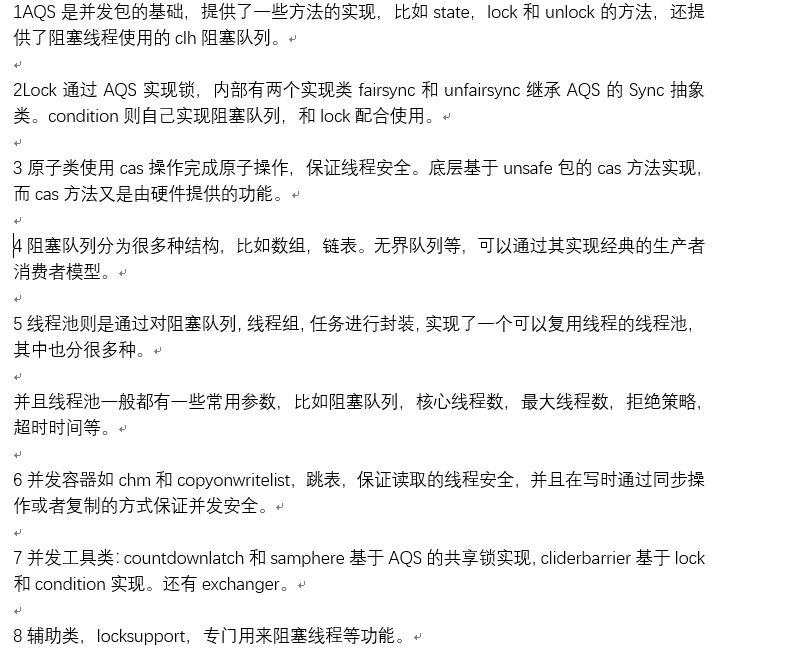 1AQS 是并发包的基础，提供了一些方法的实现，比如 state，lock 和 unlock 的方法，还提
供了阻塞线程使用的 clh 阻塞队列。
2Lock 通过 AQS 实现锁，内部有两个实现类 fairsync 和 unfairsync 继承 AQS 的 Sync 抽象
类。condition 则自己实现阻塞队列，和 lock 配合使用。
3 原子类使用 cas 操作完成原子操作，保证线程安全。底层基于 unsafe 包的 cas 方法实现，
而 cas 方法又是由硬件提供的功能。
4 阻塞队列分为很多种结构，比如数组，链表。无界队列等，可以通过其实现经典的生产者
消费者模型。
5 线程池则是通过对阻塞队列, 线程组, 任务进行封装, 实现了一个可以复用线程的线程池，
其中也分很多种。
并且线程池一般都有一些常用参数，比如阻塞队列，核心线程数，最大线程数，拒绝策略，
超时时间等。
6 并发容器如 chm 和 copyonwritelist，跳表，保证读取的线程安全，并且在写时通过同步操
作或者复制的方式保证并发安全。
7 并发工具类: countdownlatch 和 samphere 基于 AQS 的共享锁实现, cliderbarrier 基于 lock
和 condition 实现。还有 exchanger。
8 辅助类，locksupport，专门用来阻塞线程等功能。